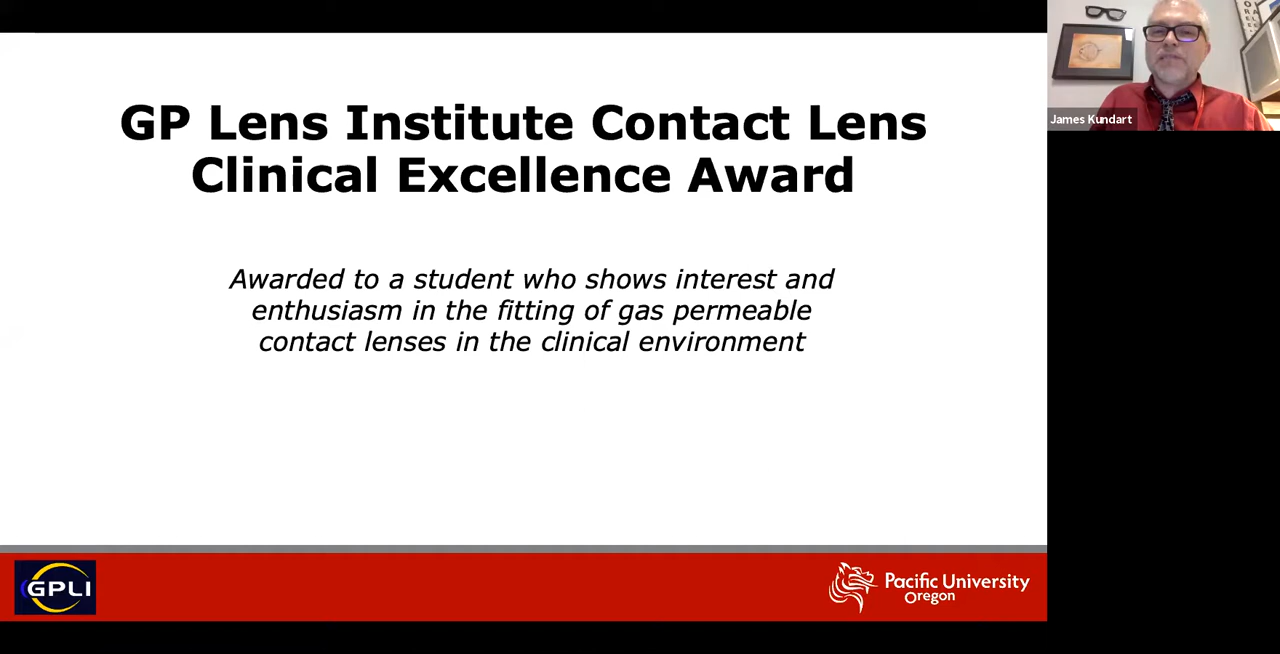 GP Lens Institute Contact Lens
Clinical Excellence Award
Awarded to a student who shows interest and
enthusiasm in the fitting of gas permeable
contact lenses in the clinical environment
James Kundart
GPLI
Pacific University
Oregon